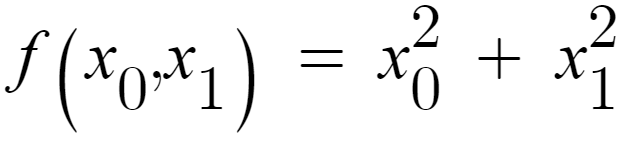 f(x₀,x₁) = x₀² + x₁²